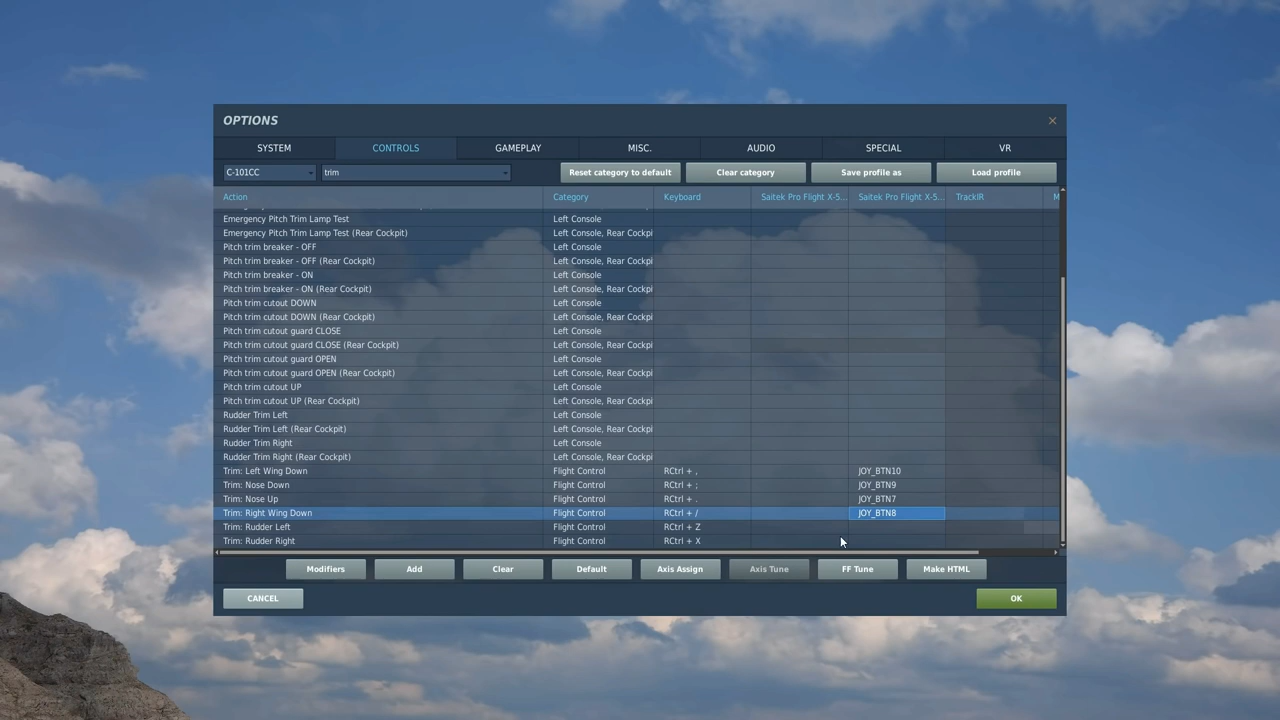 OPTIONS
SYSTEM CONTROLS GAMEPLAY MISC. AUDIO SPECIAL VR
C-101CC trim Reset category to default Clear category Save profile as Load profile
Action Category Keyboard Saitek Pro Flight X-5... Saitek Pro Flight X-5... TrackIR M
Emergency Pitch Trim Lamp Test Left Console
Emergency Pitch Trim Lamp Test (Rear Cockpit) Left Console, Rear Cockpi
Pitch trim breaker - OFF Left Console
Pitch trim breaker - OFF (Rear Cockpit) Left Console, Rear Cockpi
Pitch trim breaker - ON Left Console
Pitch trim breaker - ON (Rear Cockpit) Left Console, Rear Cockpi
Pitch trim cutout DOWN Left Console
Pitch trim cutout DOWN (Rear Cockpit) Left Console, Rear Cockpi
Pitch trim cutout guard CLOSE Left Console
Pitch trim cutout guard CLOSE (Rear Cockpit) Left Console, Rear Cockpi
Pitch trim cutout guard OPEN Left Console
Pitch trim cutout guard OPEN (Rear Cockpit) Left Console, Rear Cockpi
Pitch trim cutout UP Left Console
Pitch trim cutout UP (Rear Cockpit) Left Console, Rear Cockpi
Rudder Trim Left Left Console
Rudder Trim Left (Rear Cockpit) Left Console, Rear Cockpi
Rudder Trim Right Left Console
Rudder Trim Right (Rear Cockpit) Left Console, Rear Cockpi
Trim: Left Wing Down Flight Control RCtrl + , JOY_BTN10
Trim: Nose Down Flight Control RCtrl + ; JOY_BTN9
Trim: Nose Up Flight Control RCtrl + . JOY_BTN7
Trim: Right Wing Down Flight Control RCtrl + / JOY_BTN8
Trim: Rudder Left Flight Control RCtrl + Z
Trim: Rudder Right Flight Control RCtrl + X
Modifiers Add Clear Default Axis Assign Axis Tune FF Tune Make HTML
CANCEL OK